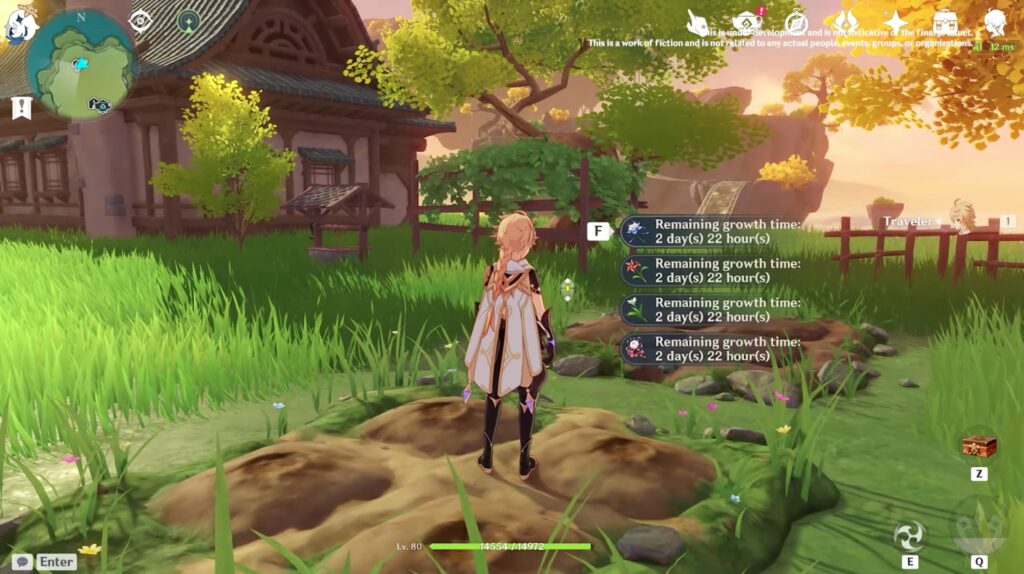 N
This is under development and is not indicative of the final product.
This is a work of fiction and is not related to any actual people, events, groups, or organizations.
12 ms
Traveler
1
F
Remaining growth time:
2 day(s) 22 hour(s)
Remaining growth time:
2 day(s) 22 hour(s)
Remaining growth time:
2 day(s) 22 hour(s)
Remaining growth time:
2 day(s) 22 hour(s)
Z
Lv. 80
14554 / 14972
Enter
E
Q